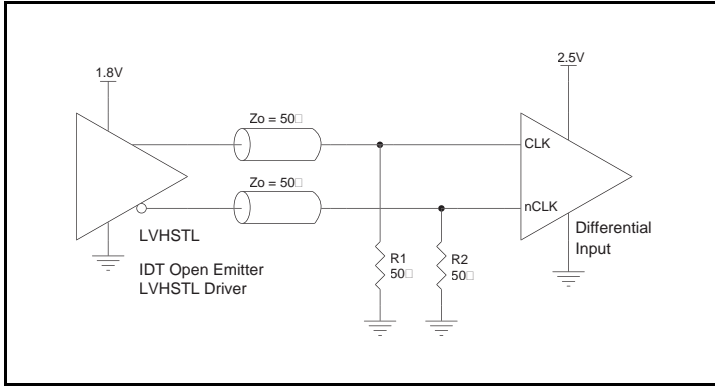 1.8V
2.5V
Zo = 50□
CLK
Zo = 50□
nCLK
LVHSTL
Differential
Input
IDT Open Emitter
LVHSTL Driver
R1
50□
R2
50□